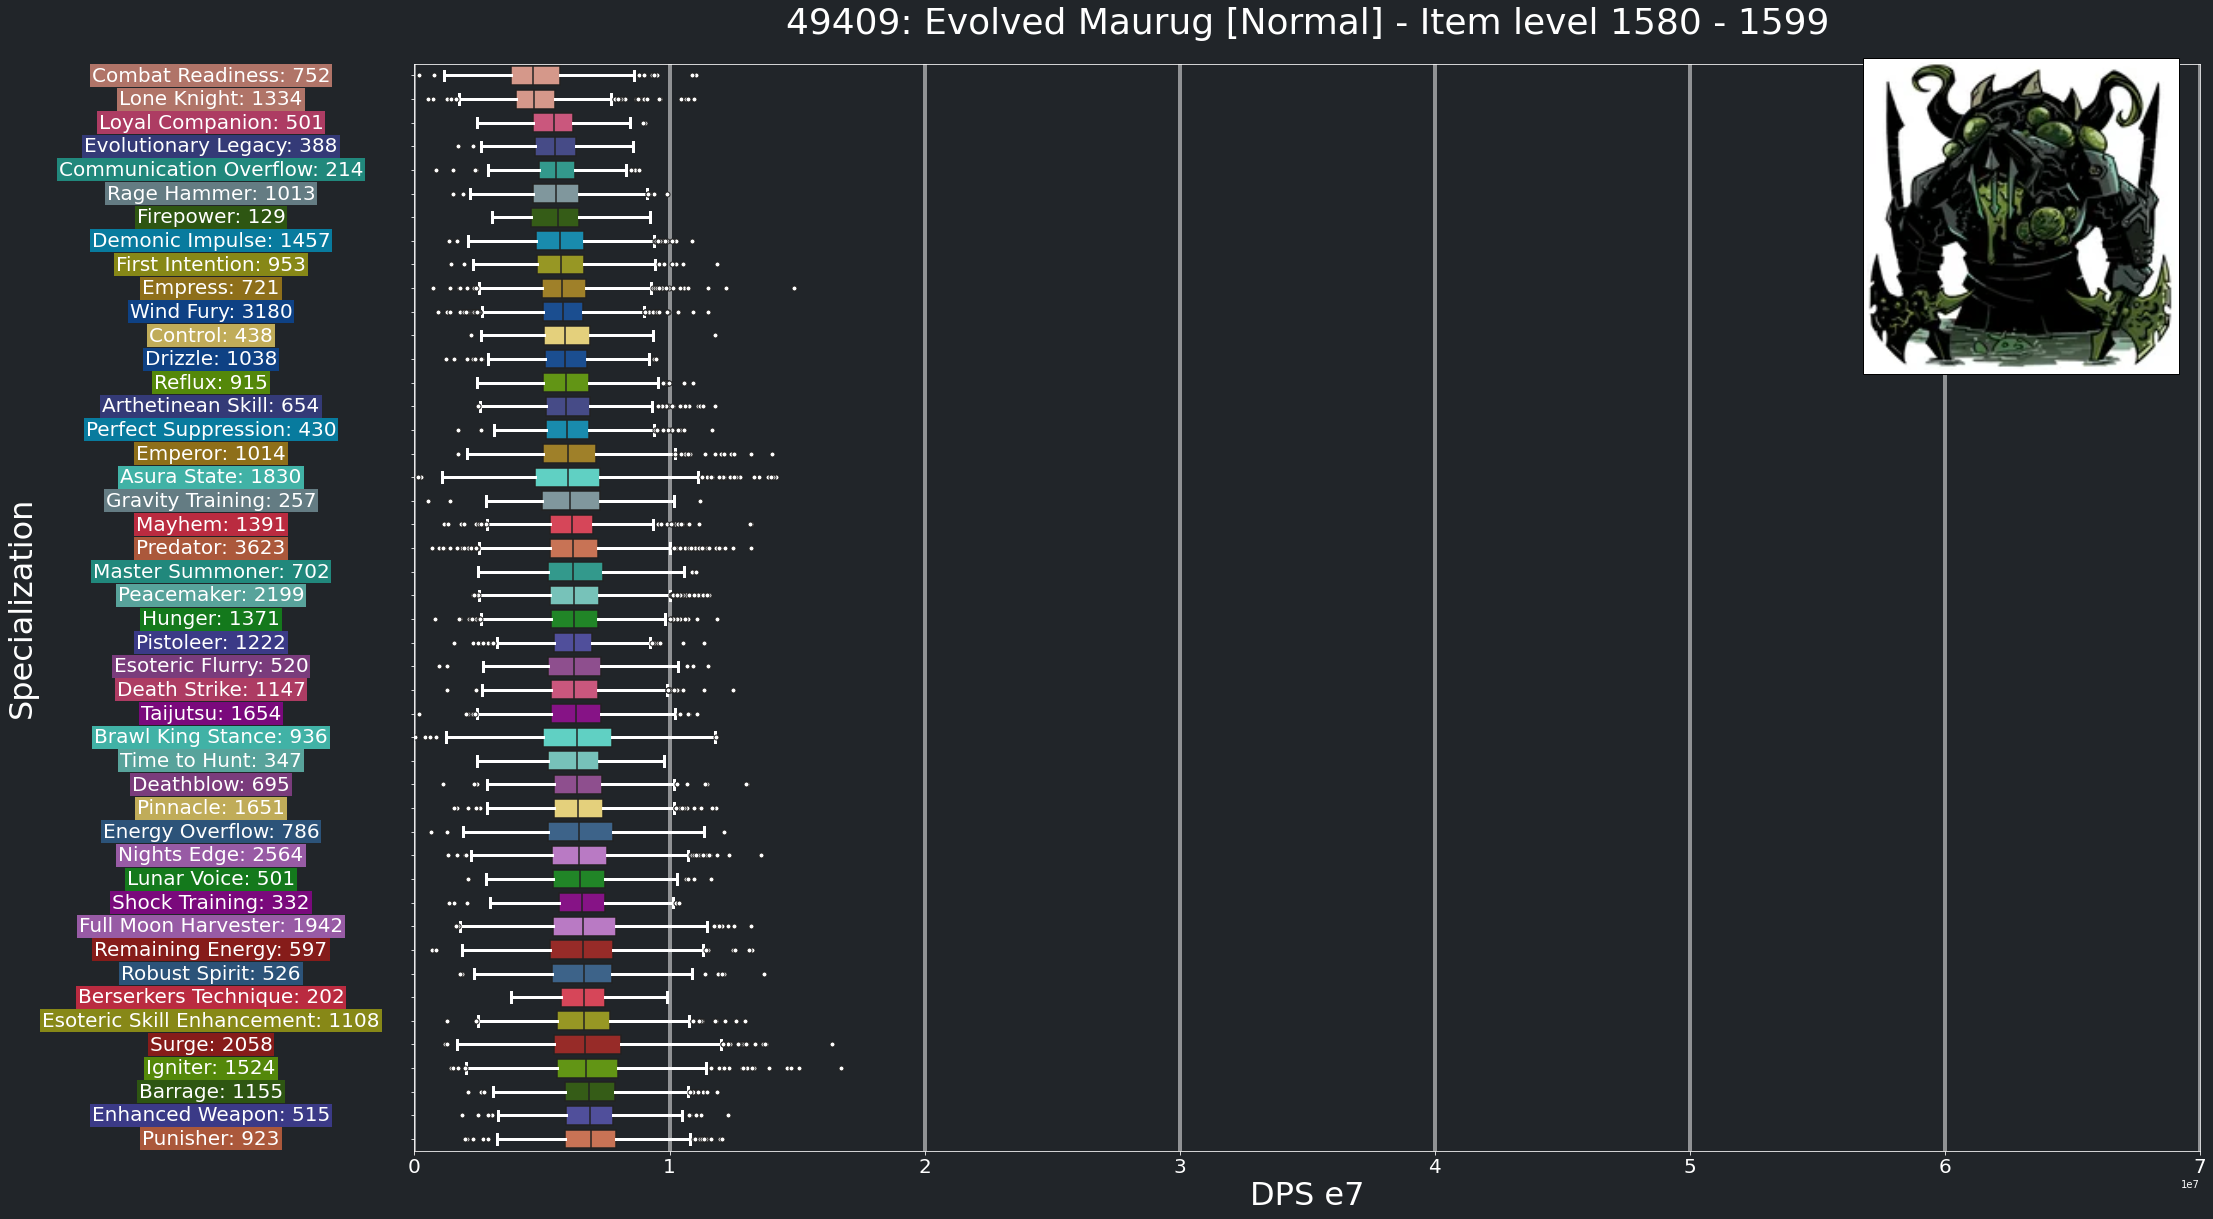 49409: Evolved Maurug [Normal] - Item level 1580 - 1599
Combat Readiness: 752
Lone Knight: 1334
Loyal Companion: 501
Evolutionary Legacy: 388
Communication Overflow: 214
Rage Hammer: 1013
Firepower: 129
Demonic Impulse: 1457
First Intention: 953
Empress: 721
Wind Fury: 3180
Control: 438
Drizzle: 1038
Reflux: 915
Arthetinean Skill: 654
Perfect Suppression: 430
Emperor: 1014
Asura State: 1830
Gravity Training: 257
Mayhem: 1391
Predator: 3623
Master Summoner: 702
Peacemaker: 2199
Hunger: 1371
Pistoleer: 1222
Esoteric Flurry: 520
Death Strike: 1147
Taijutsu: 1654
Brawl King Stance: 936
Time to Hunt: 347
Deathblow: 695
Pinnacle: 1651
Energy Overflow: 786
Nights Edge: 2564
Lunar Voice: 501
Shock Training: 332
Full Moon Harvester: 1942
Remaining Energy: 597
Robust Spirit: 526
Berserkers Technique: 202
Esoteric Skill Enhancement: 1108
Surge: 2058
Igniter: 1524
Barrage: 1155
Enhanced Weapon: 515
Punisher: 923
Specialization
0 1 2 3 4 5 6 7
1e7
DPS e7